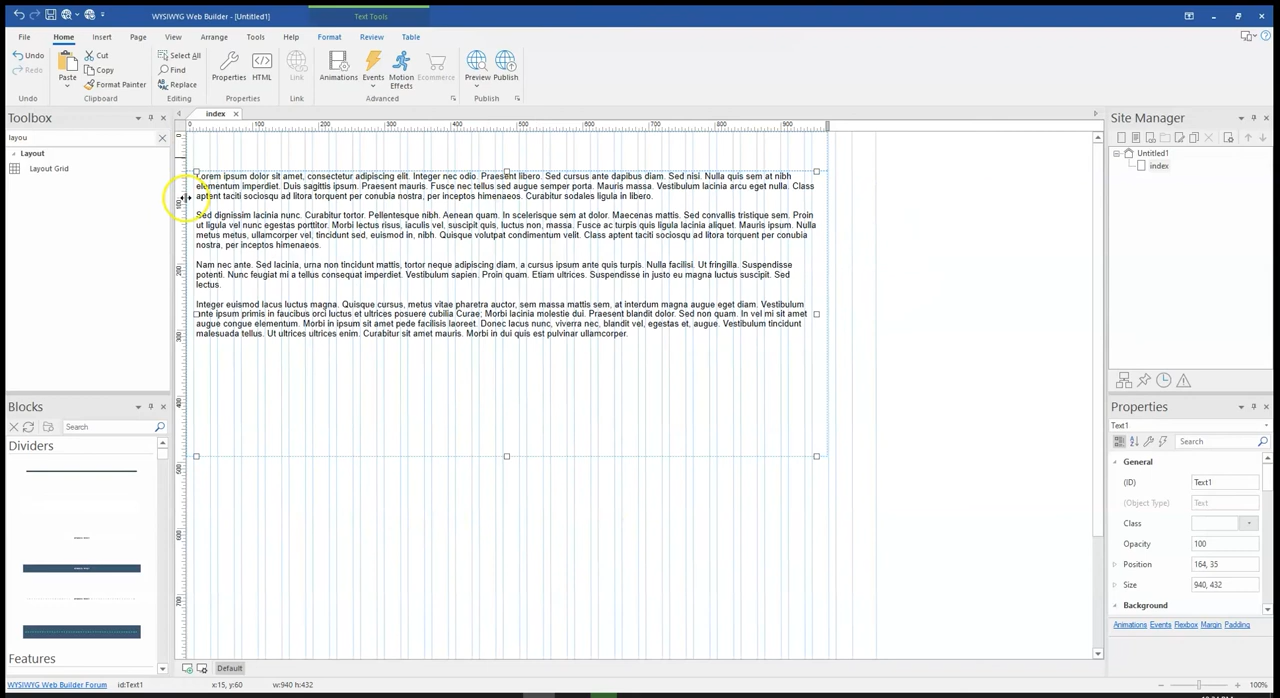 WYSIWYG Web Builder - [Untitled1]
Text Tools
File Home Insert Page View Arrange Tools Help Format Review Table
Undo
Redo
Undo
Paste
Cut
Copy
Format Painter
Clipboard
Select All
Find
Replace
Editing
Properties
HTML
Properties
Link
Link
Animations
Events
Motion Effects
Ecommerce
Advanced
Preview
Publish
Publish
Toolbox
layou
Layout
Layout Grid
Blocks
Search
Dividers
Features
index
0 100 200 300 400 500 600 700 800 900
0
100
200
300
400
500
600
700
Lorem ipsum dolor sit amet, consectetur adipiscing elit. Integer nec odio. Praesent libero. Sed cursus ante dapibus diam. Sed nisi. Nulla quis sem at nibh
elementum imperdiet. Duis sagittis ipsum. Praesent mauris. Fusce nec tellus sed augue semper porta. Mauris massa. Vestibulum lacinia arcu eget nulla. Class
aptent taciti sociosqu ad litora torquent per conubia nostra, per inceptos himenaeos. Curabitur sodales ligula in libero.
Sed dignissim lacinia nunc. Curabitur tortor. Pellentesque nibh. Aenean quam. In scelerisque sem at dolor. Maecenas mattis. Sed convallis tristique sem. Proin
ut ligula vel nunc egestas porttitor. Morbi lectus risus, iaculis vel, suscipit quis, luctus non, massa. Fusce ac turpis quis ligula lacinia aliquet. Mauris ipsum. Nulla
metus metus, ullamcorper vel, tincidunt sed, euismod in, nibh. Quisque volutpat condimentum velit. Class aptent taciti sociosqu ad litora torquent per conubia
nostra, per inceptos himenaeos.
Nam nec ante. Sed lacinia, urna non tincidunt mattis, tortor neque adipiscing diam, a cursus ipsum ante quis turpis. Nulla facilisi. Ut fringilla. Suspendisse
potenti. Nunc feugiat mi a tellus consequat imperdiet. Vestibulum sapien. Proin quam. Etiam ultrices. Suspendisse in justo eu magna luctus suscipit. Sed
lectus.
Integer euismod lacus luctus magna. Quisque cursus, metus vitae pharetra auctor, sem massa mattis sem, at interdum magna augue eget diam. Vestibulum
ante ipsum primis in faucibus orci luctus et ultrices posuere cubilia Curae; Morbi lacinia molestie dui. Praesent blandit dolor. Sed non quam. In vel mi sit amet
augue congue elementum. Morbi in ipsum sit amet pede facilisis laoreet. Donec lacus nunc, viverra nec, blandit vel, egestas et, augue. Vestibulum tincidunt
malesuada tellus. Ut ultrices ultrices enim. Curabitur sit amet mauris. Morbi in dui quis est pulvinar ullamcorper.
Default
Site Manager
Untitled1
index
Properties
Text1
Search
General
(ID) Text1
(Object Type) Text
Class
Opacity 100
Position 164, 35
Size 940, 432
Background
Animations Events Flexbox Margin Padding
WYSIWYG Web Builder Forum
id:Text1
x:15, y:60
w:940 h:432
100%